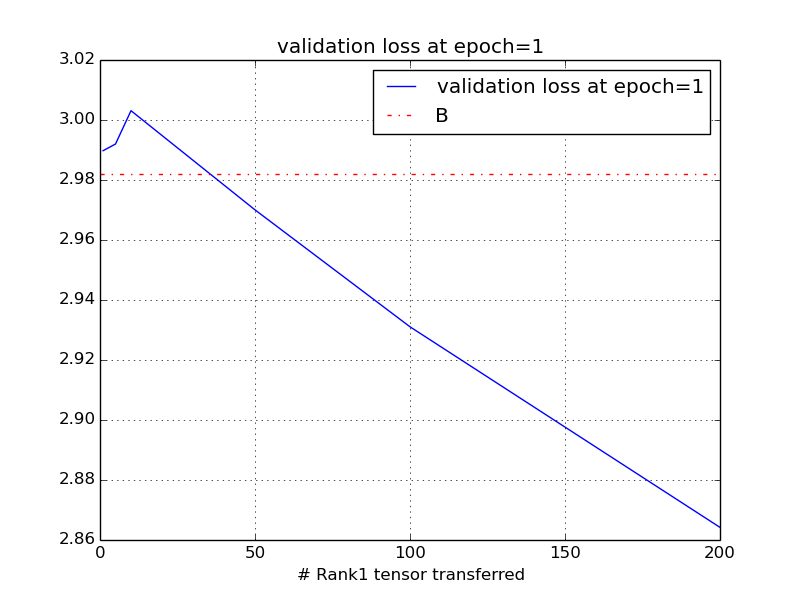 validation loss at epoch=1
validation loss at epoch=1
B
3.02
3.00
2.98
2.96
2.94
2.92
2.90
2.88
2.86
0 50 100 150 200
# Rank1 tensor transferred